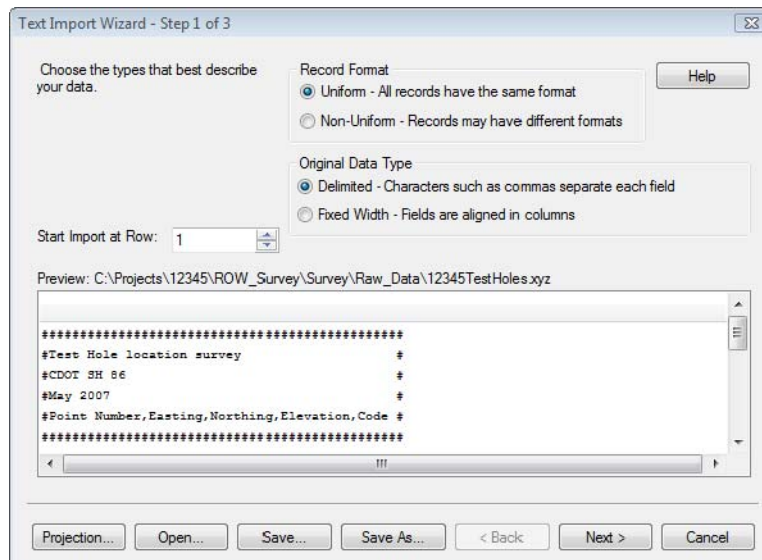 Text Import Wizard - Step 1 of 3
Choose the types that best describe
your data.
Record Format
Uniform - All records have the same format
Non-Uniform - Records may have different formats
Help
Original Data Type
Delimited - Characters such as commas separate each field
Fixed Width - Fields are aligned in columns
Start Import at Row: 1
Preview: C:\Projects\12345\ROW_Survey\Survey\Raw_Data\12345TestHoles.xyz
################################################
#Test Hole location survey #
#CDOT SH 86 #
#May 2007 #
#Point Number,Easting,Northing,Elevation,Code #
################################################
Projection... Open... Save... Save As... < Back Next > Cancel